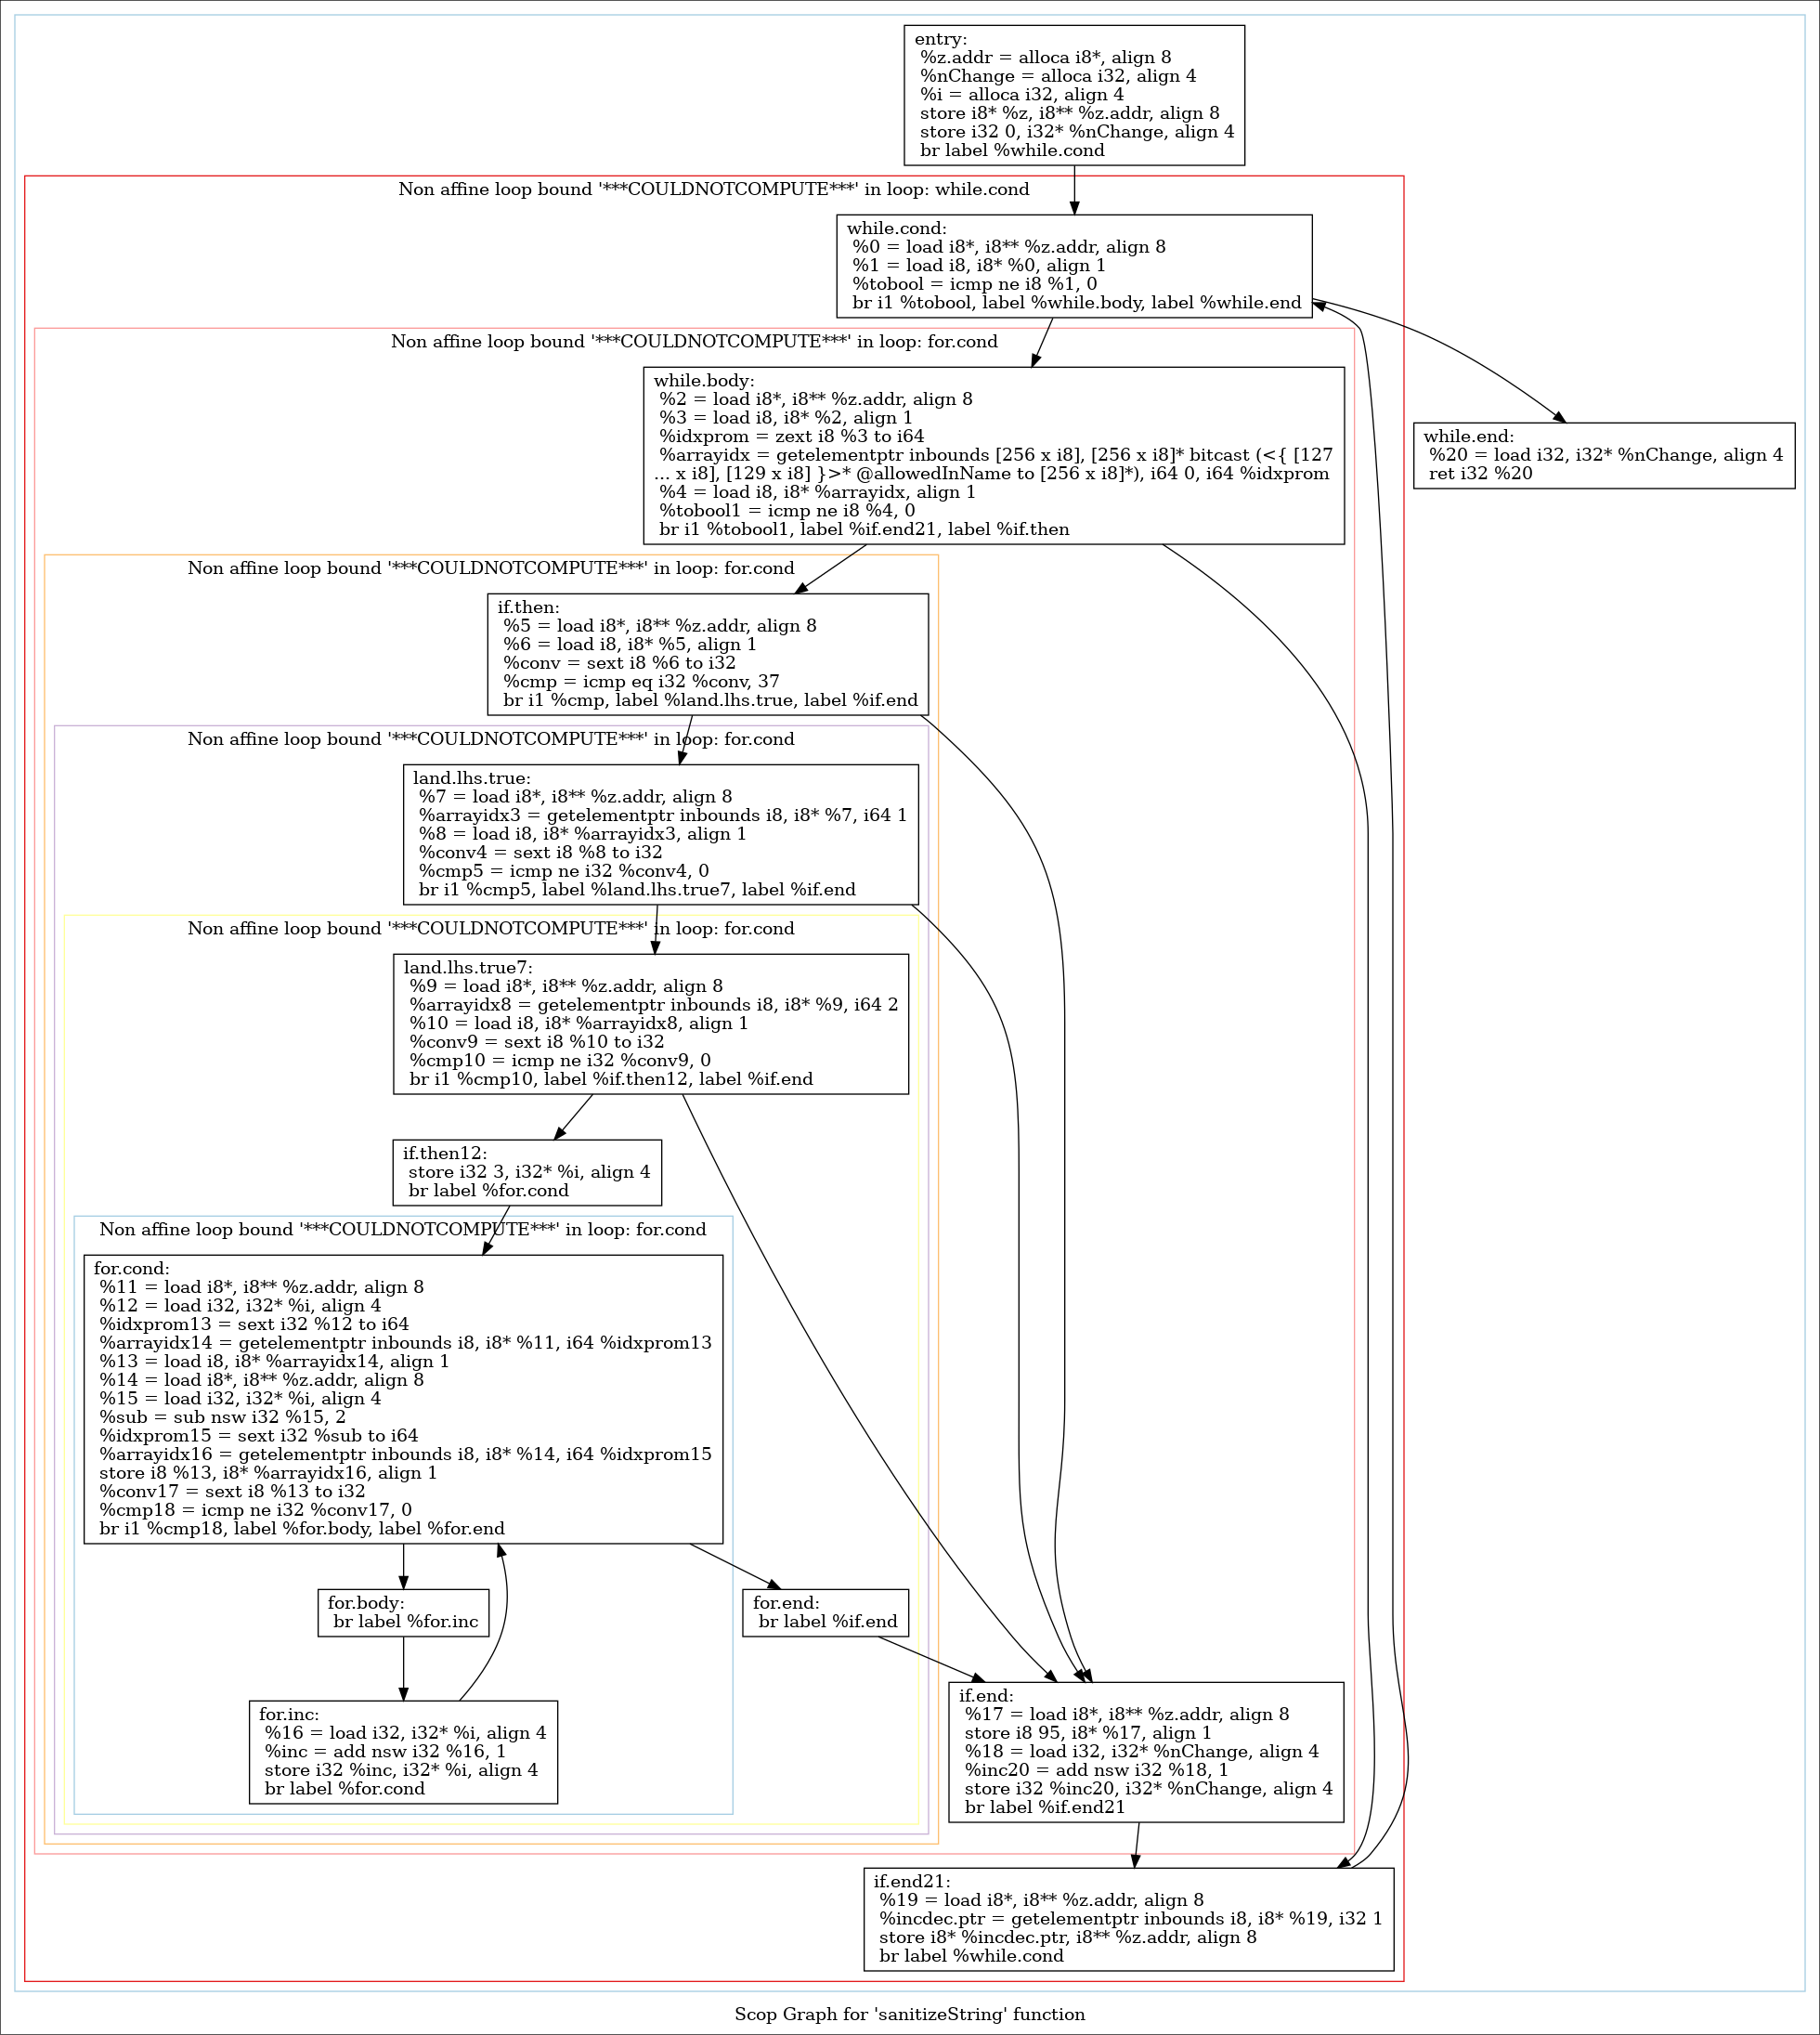 entry:
%z.addr = alloca i8*, align 8
%nChange = alloca i32, align 4
%i = alloca i32, align 4
store i8* %z, i8** %z.addr, align 8
store i32 0, i32* %nChange, align 4
br label %while.cond
Non affine loop bound '***COULDNOTCOMPUTE***' in loop: while.cond
while.cond:
%0 = load i8*, i8** %z.addr, align 8
%1 = load i8, i8* %0, align 1
%tobool = icmp ne i8 %1, 0
br i1 %tobool, label %while.body, label %while.end
Non affine loop bound '***COULDNOTCOMPUTE***' in loop: for.cond
while.body:
%2 = load i8*, i8** %z.addr, align 8
%3 = load i8, i8* %2, align 1
%idxprom = zext i8 %3 to i64
%arrayidx = getelementptr inbounds [256 x i8], [256 x i8]* bitcast (<{ [127
... x i8], [129 x i8] }>* @allowedInName to [256 x i8]*), i64 0, i64 %idxprom
%4 = load i8, i8* %arrayidx, align 1
%tobool1 = icmp ne i8 %4, 0
br i1 %tobool1, label %if.end21, label %if.then
while.end:
%20 = load i32, i32* %nChange, align 4
ret i32 %20
Non affine loop bound '***COULDNOTCOMPUTE***' in loop: for.cond
if.then:
%5 = load i8*, i8** %z.addr, align 8
%6 = load i8, i8* %5, align 1
%conv = sext i8 %6 to i32
%cmp = icmp eq i32 %conv, 37
br i1 %cmp, label %land.lhs.true, label %if.end
Non affine loop bound '***COULDNOTCOMPUTE***' in loop: for.cond
land.lhs.true:
%7 = load i8*, i8** %z.addr, align 8
%arrayidx3 = getelementptr inbounds i8, i8* %7, i64 1
%8 = load i8, i8* %arrayidx3, align 1
%conv4 = sext i8 %8 to i32
%cmp5 = icmp ne i32 %conv4, 0
br i1 %cmp5, label %land.lhs.true7, label %if.end
Non affine loop bound '***COULDNOTCOMPUTE***' in loop: for.cond
land.lhs.true7:
%9 = load i8*, i8** %z.addr, align 8
%arrayidx8 = getelementptr inbounds i8, i8* %9, i64 2
%10 = load i8, i8* %arrayidx8, align 1
%conv9 = sext i8 %10 to i32
%cmp10 = icmp ne i32 %conv9, 0
br i1 %cmp10, label %if.then12, label %if.end
if.then12:
store i32 3, i32* %i, align 4
br label %for.cond
Non affine loop bound '***COULDNOTCOMPUTE***' in loop: for.cond
for.cond:
%11 = load i8*, i8** %z.addr, align 8
%12 = load i32, i32* %i, align 4
%idxprom13 = sext i32 %12 to i64
%arrayidx14 = getelementptr inbounds i8, i8* %11, i64 %idxprom13
%13 = load i8, i8* %arrayidx14, align 1
%14 = load i8*, i8** %z.addr, align 8
%15 = load i32, i32* %i, align 4
%sub = sub nsw i32 %15, 2
%idxprom15 = sext i32 %sub to i64
%arrayidx16 = getelementptr inbounds i8, i8* %14, i64 %idxprom15
store i8 %13, i8* %arrayidx16, align 1
%conv17 = sext i8 %13 to i32
%cmp18 = icmp ne i32 %conv17, 0
br i1 %cmp18, label %for.body, label %for.end
for.body:
br label %for.inc
for.end:
br label %if.end
for.inc:
%16 = load i32, i32* %i, align 4
%inc = add nsw i32 %16, 1
store i32 %inc, i32* %i, align 4
br label %for.cond
if.end:
%17 = load i8*, i8** %z.addr, align 8
store i8 95, i8* %17, align 1
%18 = load i32, i32* %nChange, align 4
%inc20 = add nsw i32 %18, 1
store i32 %inc20, i32* %nChange, align 4
br label %if.end21
if.end21:
%19 = load i8*, i8** %z.addr, align 8
%incdec.ptr = getelementptr inbounds i8, i8* %19, i32 1
store i8* %incdec.ptr, i8** %z.addr, align 8
br label %while.cond
Scop Graph for 'sanitizeString' function